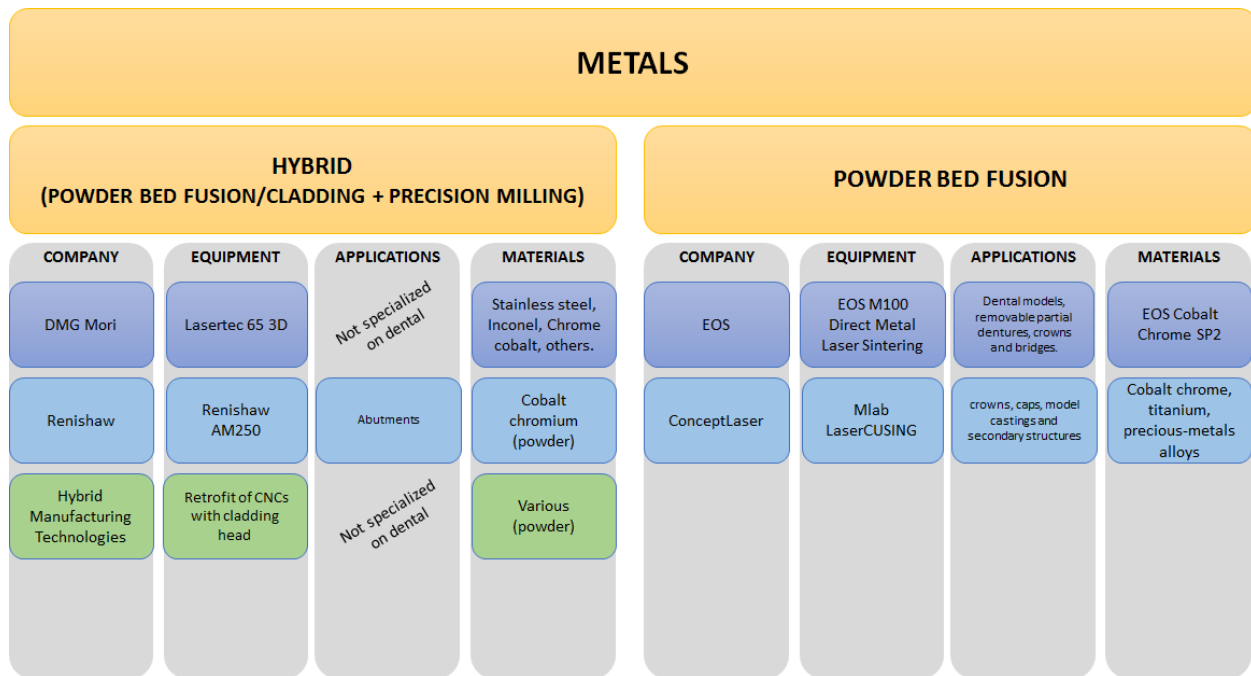 METALS
HYBRID
(POWDER BED FUSION/CLADDING + PRECISION MILLING)
COMPANY
EQUIPMENT
APPLICATIONS
MATERIALS
DMG Mori
Lasertec 65 3D
Not specialized
on dental
Stainless steel,
Inconel, Chrome
cobalt, others.
Renishaw
Renishaw
AM250
Abutments
Cobalt
chromium
(powder)
Hybrid
Manufacturing
Technologies
Retrofit of CNCs
with cladding
head
Not specialized
on dental
Various
(powder)
POWDER BED FUSION
COMPANY
EQUIPMENT
APPLICATIONS
MATERIALS
EOS
EOS M100
Direct Metal
Laser Sintering
Dental models,
removable partial
dentures, crowns
and bridges.
EOS Cobalt
Chrome SP2
ConceptLaser
Mlab
LaserCUSING
crowns, caps, model
castings and
secondary structures
Cobalt chrome,
titanium,
precious-metals
alloys